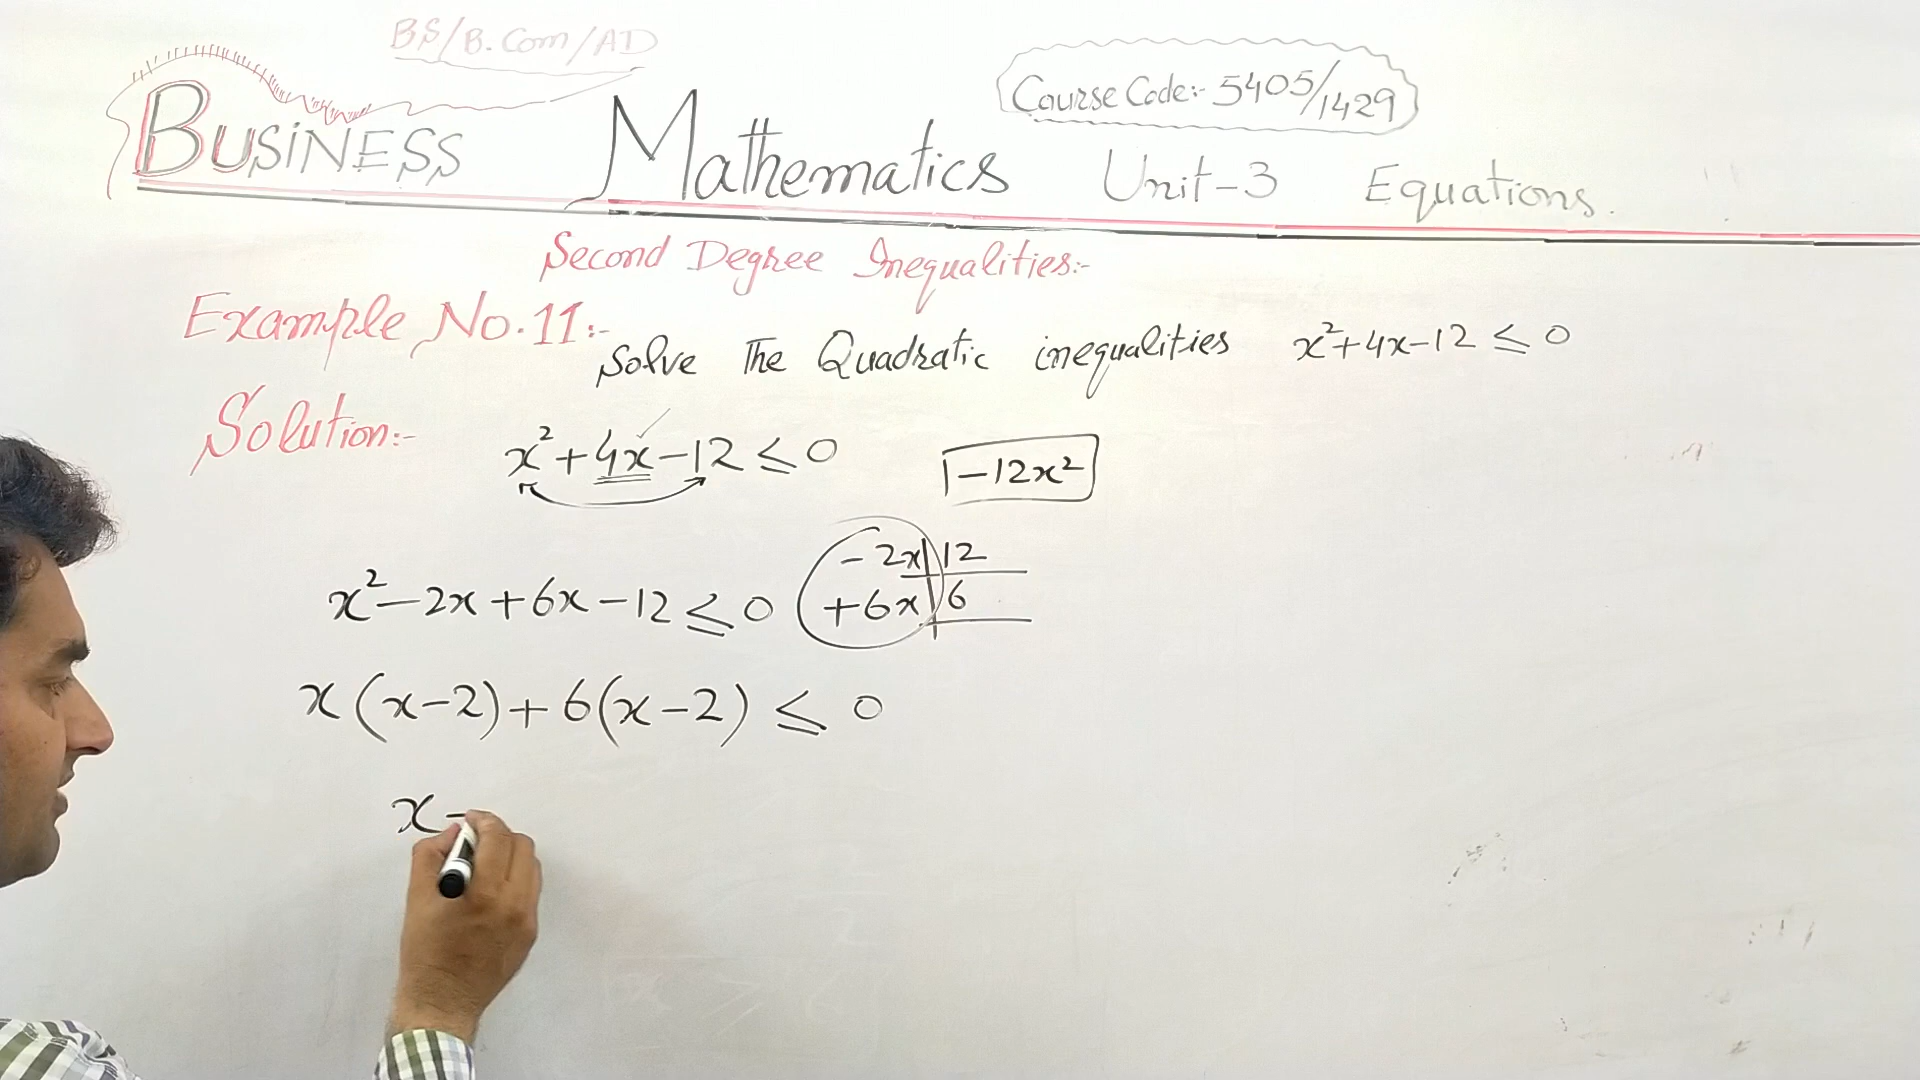 BS/B.Com/AD
Course Code:- 5405/1429
BUSiNESS Mathematics Unit-3 Equations.
Second Degree Inequalities:-
Example No.11:-
Solve The Quadratic inequalities x²+4x-12 ≤ 0
Solution:-
x²+4x-12 ≤ 0
-12x²
-2x 12
+6x 6
x²-2x+6x-12 ≤ 0
x(x-2)+6(x-2) ≤ 0
x-